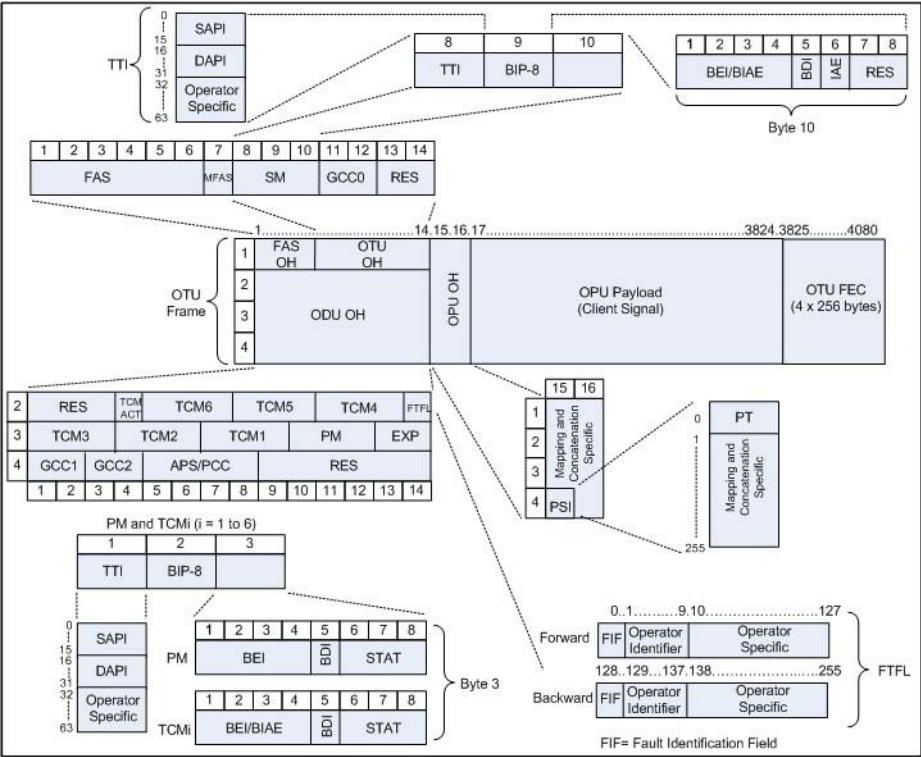 TTI
0
15
16
31
32
63
SAPI
DAPI
Operator
Specific
8 9 10
TTI BIP-8
1 2 3 4 5 6 7 8
BEI/BIAE BDI IAE RES
Byte 10
1 2 3 4 5 6 7 8 9 10 11 12 13 14
FAS MFAS SM GCC0 RES
1 14.15.16.17 3824.3825 4080
OTU
Frame
1
2
3
4
FAS
OH
OTU
OH
ODU OH
OPU OH
OPU Payload
(Client Signal)
OTU FEC
(4 x 256 bytes)
2 RES TCM
ACT TCM6 TCM5 TCM4 FTFL
3 TCM3 TCM2 TCM1 PM EXP
4 GCC1 GCC2 APS/PCC RES
1 2 3 4 5 6 7 8 9 10 11 12 13 14
15 16
1
2
3
4
Mapping and
Concatenation
Specific
PSI
0
1
255
PT
Mapping and
Concatenation
Specific
PM and TCMi (i = 1 to 6)
1 2 3
TTI BIP-8
0
15
16
31
32
63
SAPI
DAPI
Operator
Specific
PM
1 2 3 4 5 6 7 8
BEI BDI STAT
TCMi
1 2 3 4 5 6 7 8
BEI/BIAE BDI STAT
Byte 3
0..1..........9.10..........................127
Forward FIF Operator
Identifier Operator
Specific
128..129...137.138........................255
Backward FIF Operator
Identifier Operator
Specific
FTFL
FIF= Fault Identification Field